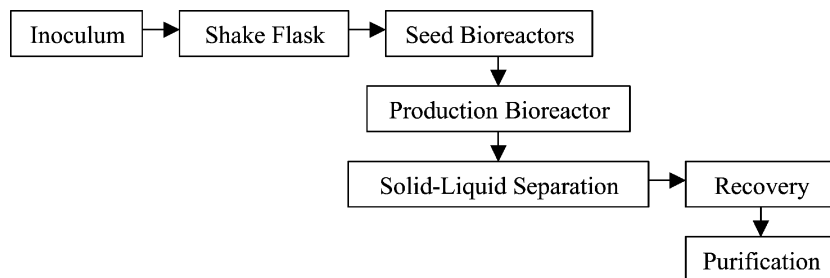 Inoculum
Shake Flask
Seed Bioreactors
Production Bioreactor
Solid-Liquid Separation
Recovery
Purification